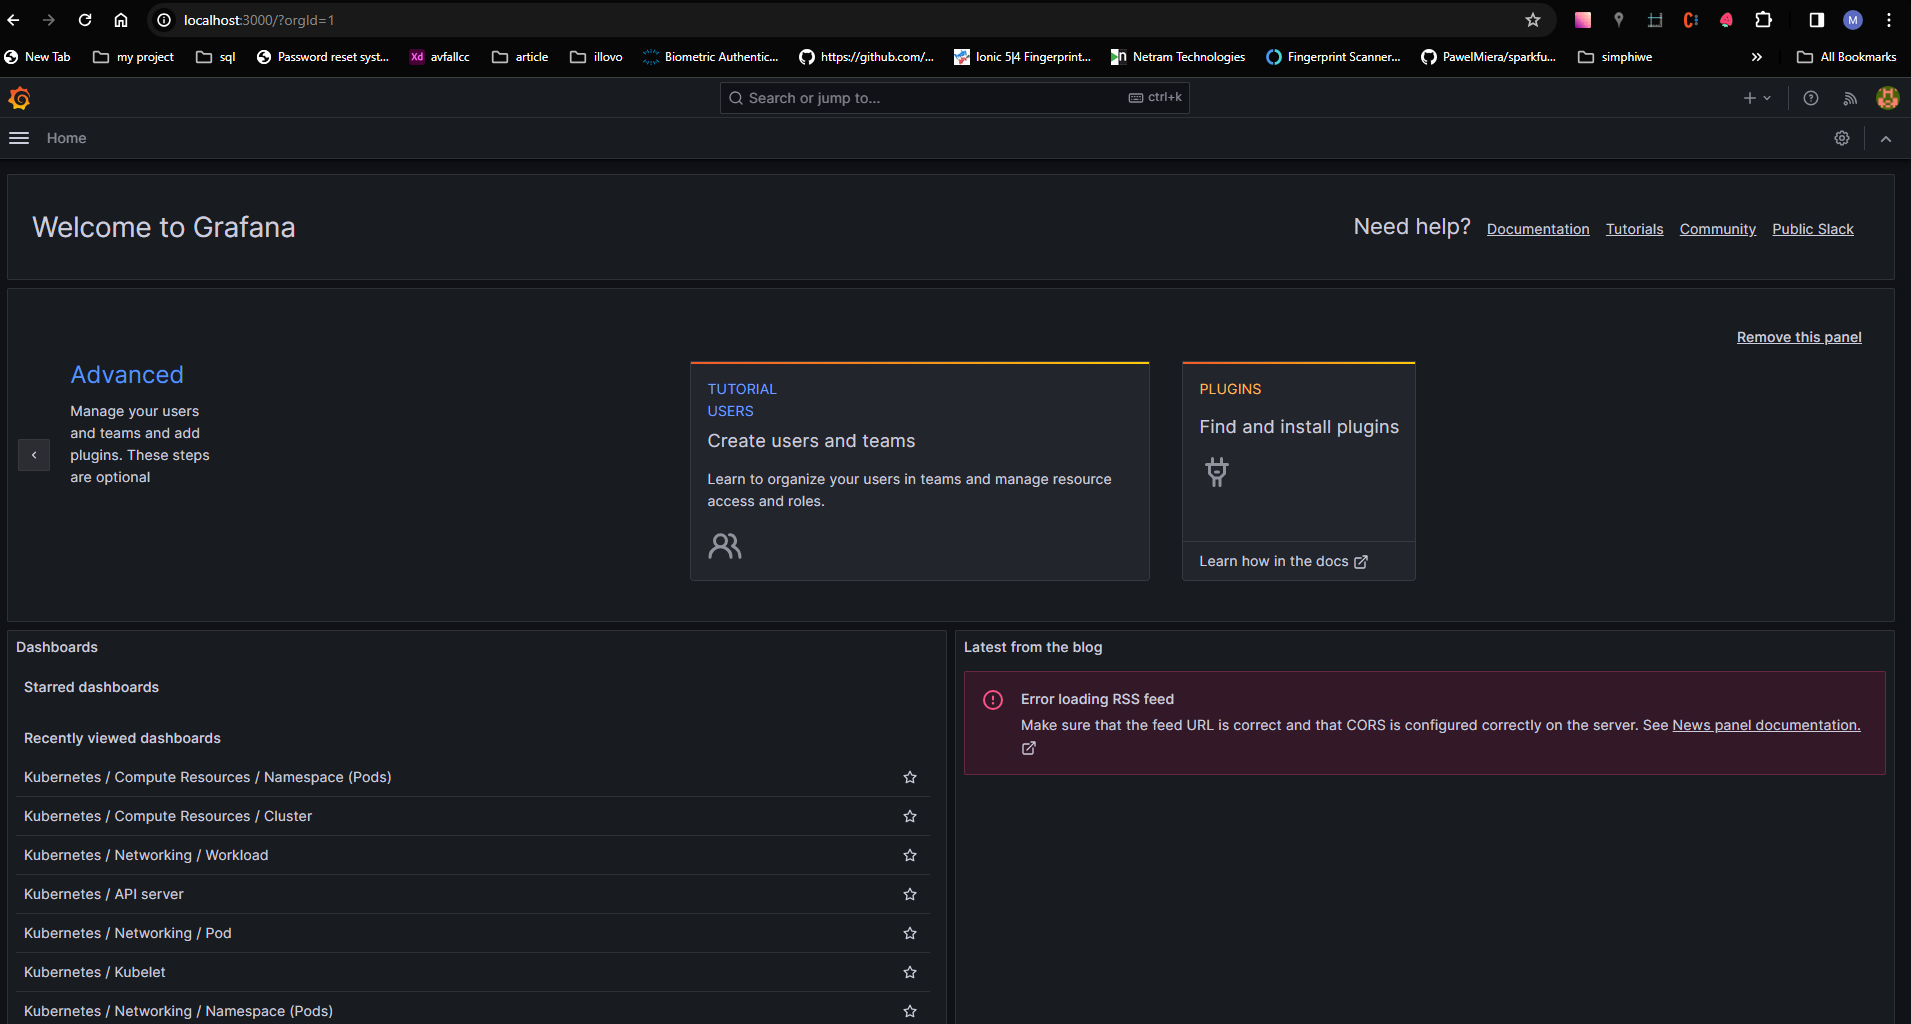 localhost:3000/?orgId=1
New Tab my project sql Password reset syst... Xd avfallcc article illovo Biometric Authentic... https://github.com/... Ionic 5|4 Fingerprint... Netram Technologies Fingerprint Scanner... PawelMiera/sparkfu... simphiwe » All Bookmarks
M
Search or jump to... ctrl+k
Home
Welcome to Grafana
Need help? Documentation Tutorials Community Public Slack
Remove this panel
Advanced
Manage your users
and teams and add
plugins. These steps
are optional
TUTORIAL
USERS
Create users and teams
Learn to organize your users in teams and manage resource
access and roles.
PLUGINS
Find and install plugins
Learn how in the docs
Dashboards
Starred dashboards
Recently viewed dashboards
Kubernetes / Compute Resources / Namespace (Pods)
Kubernetes / Compute Resources / Cluster
Kubernetes / Networking / Workload
Kubernetes / API server
Kubernetes / Networking / Pod
Kubernetes / Kubelet
Kubernetes / Networking / Namespace (Pods)
Latest from the blog
Error loading RSS feed
Make sure that the feed URL is correct and that CORS is configured correctly on the server. See News panel documentation.